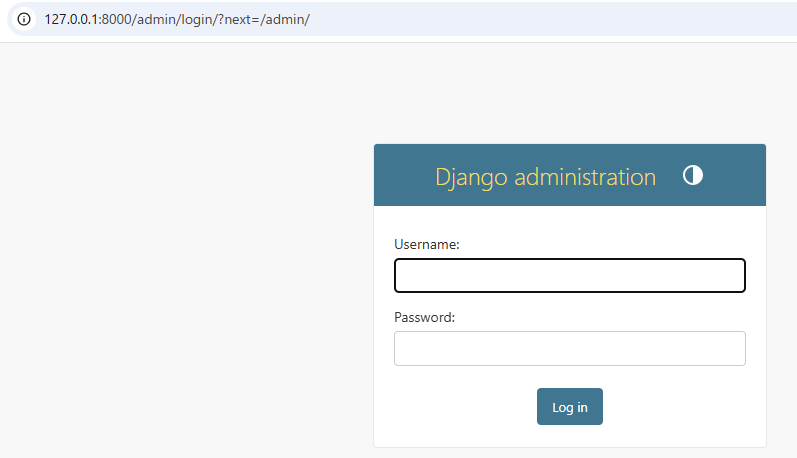 127.0.0.1:8000/admin/login/?next=/admin/
Django administration
Username:
Password:
Log in